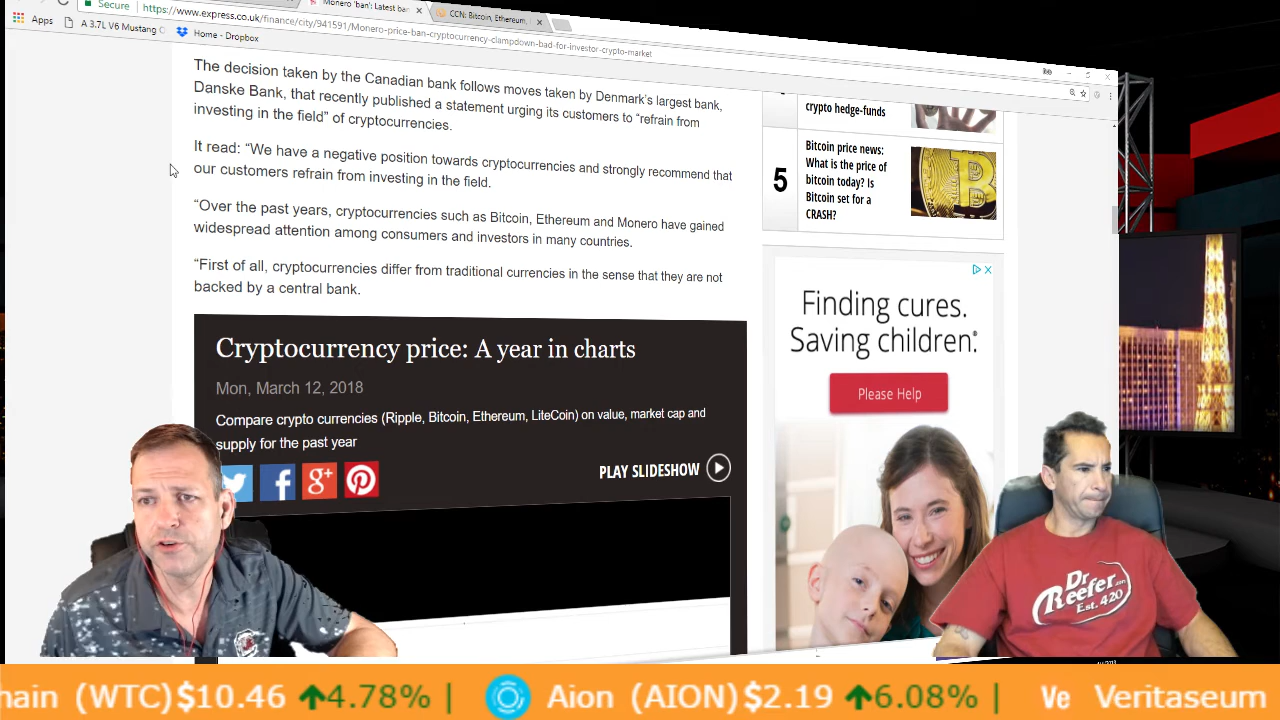 Monero 'ban': Latest ba
CCN: Bitcoin, Ethereum,
Secure
https://www.express.co.uk/finance/city/941591/Monero-price-ban-cryptocurrency-clampdown-bad-for-investor-crypto-market
Apps
A 3.7L V6 Mustang
Home - Dropbox
The decision taken by the Canadian bank follows moves taken by Denmark's largest bank,
Danske Bank, that recently published a statement urging its customers to "refrain from
investing in the field" of cryptocurrencies.
It read: "We have a negative position towards cryptocurrencies and strongly recommend that
our customers refrain from investing in the field.
"Over the past years, cryptocurrencies such as Bitcoin, Ethereum and Monero have gained
widespread attention among consumers and investors in many countries.
"First of all, cryptocurrencies differ from traditional currencies in the sense that they are not
backed by a central bank.
Cryptocurrency price: A year in charts
Mon, March 12, 2018
Compare crypto currencies (Ripple, Bitcoin, Ethereum, LiteCoin) on value, market cap and
supply for the past year
PLAY SLIDESHOW
crypto hedge-funds
5
Bitcoin price news:
What is the price of
bitcoin today? Is
Bitcoin set for a
CRASH?
Finding cures.
Saving children.
Please Help
Dr
Reefer.com
Est. 420
hain (WTC) $10.46 4.78% | Aion (AION) $2.19 6.08% | Ve Veritaseum